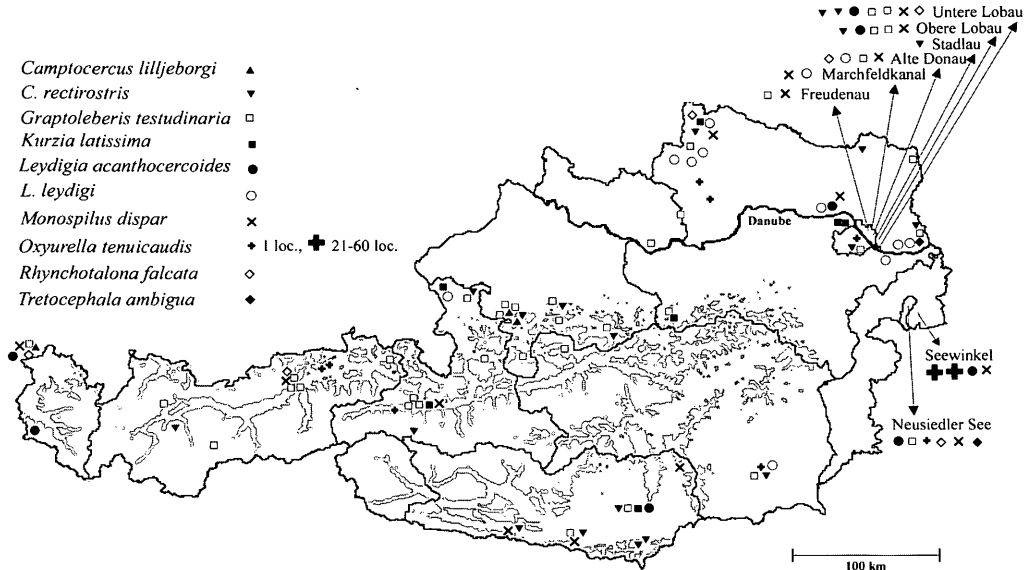 Untere Lobau
Obere Lobau
Stadlau
Alte Donau
Marchfeldkanal
Freudenau
Camptocercus lilljeborgi
C. rectirostris
Graptoleberis testudinaria
Kurzia latissima
Leydigia acanthocercoides
L. leydigi
Monospilus dispar
Oxyurella tenuicaudis 1 loc., 21-60 loc.
Rhynchotalona falcata
Tretocephala ambigua
Danube
Seewinkel
Neusiedler See
100 km